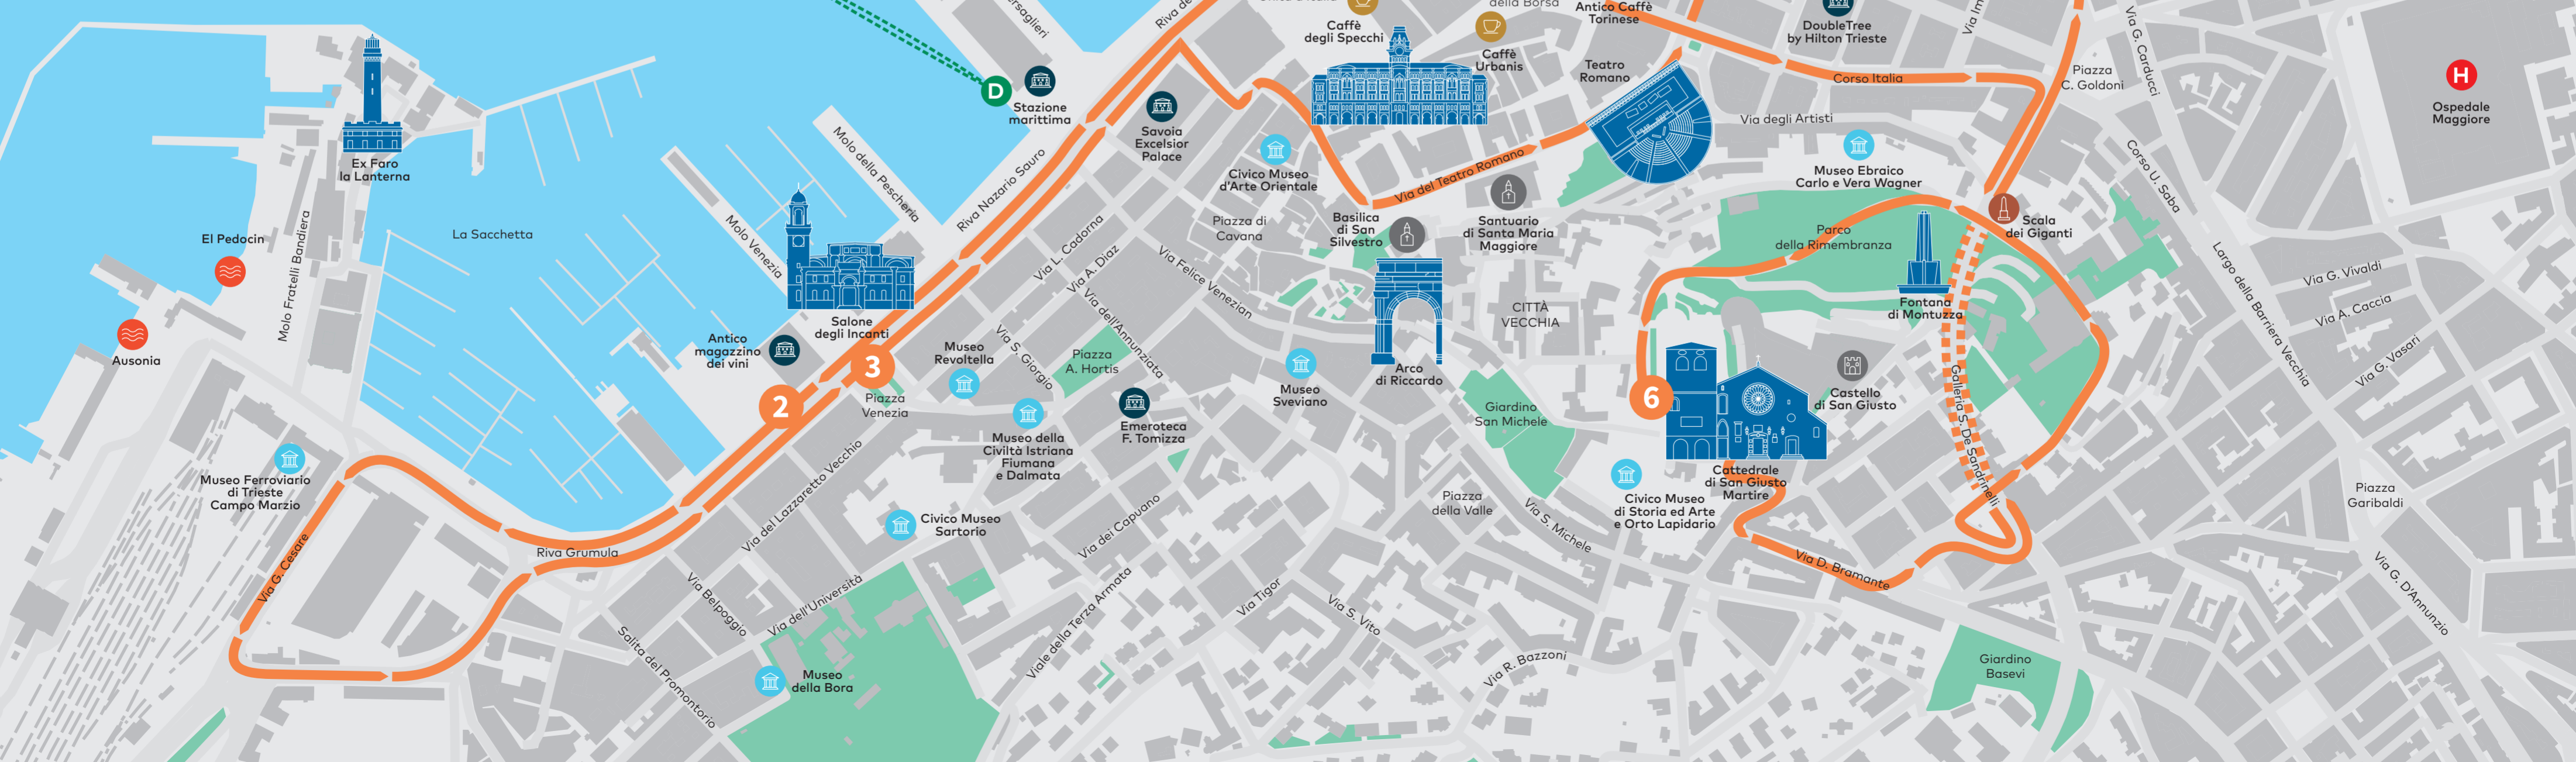 ersaglieri
Riva de
della Borsa
Caffè
degli Specchi
Caffè
Urbanis
Antico Caffè
Torinese
DoubleTree
by Hilton Trieste
Via Im
Via G. Carducci
Piazza
C. Goldoni
Corso Italia
H
Ospedale
Maggiore
Teatro
Romano
Via degli Artisti
D
Stazione
marittima
Savoia
Excelsior
Palace
Molo della Pescheria
Ex Faro
la Lanterna
Riva Nazario Sauro
Civico Museo
d'Arte Orientale
Via del Teatro Romano
Museo Ebraico
Carlo e Vera Wagner
Corso U. Saba
El Pedocin
Molo Fratelli Bandiera
La Sacchetta
Molo Venezia
Piazza di
Cavana
Basilica
di San
Silvestro
Santuario
di Santa Maria
Maggiore
Parco
della Rimembranza
Scala
dei Giganti
Via L. Cadorna
Via A. Diaz
Via Felice Venezian
Largo della Barriera Vecchia
Via G. Vivaldi
Via A. Caccia
Via G. Vasari
CITTÀ
VECCHIA
Fontana
di Montuzza
Ausonia
Antico
magazzino
dei vini
Salone
degli Incanti
3
2
Piazza
Venezia
Museo
Revoltella
Via S. Giorgio
Via dell'Annunziata
Piazza
A. Hortis
Museo
Sveviano
Arco
di Riccardo
6
Castello
di San Giusto
Galleria S. De Sandrinelli
Giardino
San Michele
Emeroteca
F. Tomizza
Museo della
Civiltà Istriana
Fiumana
e Dalmata
Museo Ferroviario
di Trieste
Campo Marzio
Cattedrale
di San Giusto
Martire
Civico Museo
di Storia ed Arte
e Orto Lapidario
Piazza
della Valle
Via S. Michele
Piazza
Garibaldi
Via del Lazzaretto Vecchio
Civico Museo
Sartorio
Via dei Capuano
Riva Grumula
Via G. Cesare
Via D. Bramante
Via G. D'Annunzio
Via Belpoggio
Via dell'Università
Viale della Terza Armata
Via Tigor
Via S. Vito
Via R. Bazzoni
Salita del Promontorio
Museo
della Bora
Giardino
Basevi